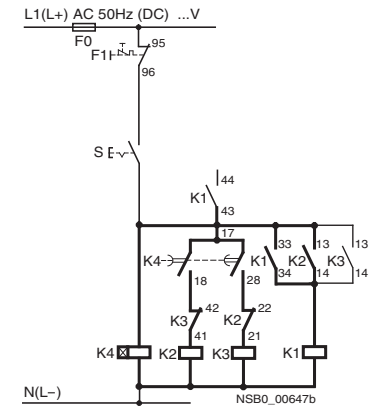 L1(L+) AC 50Hz (DC) ...V
F0
95
F1
96
S
44
K1
43
17
33
13
13
K4
K1
K2
K3
18
28
34
14
14
42
22
K3
K2
41
21
K4
K2
K3
K1
N(L−)
NSB0_00647b